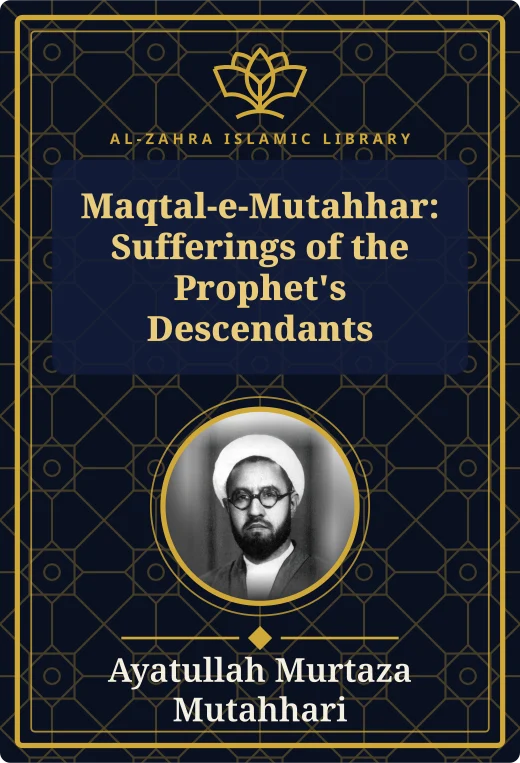 AL-ZAHRA ISLAMIC LIBRARY
Maqtal-e-Mutahhar:
Sufferings of the
Prophet's
Descendants
Ayatullah Murtaza
Mutahhari